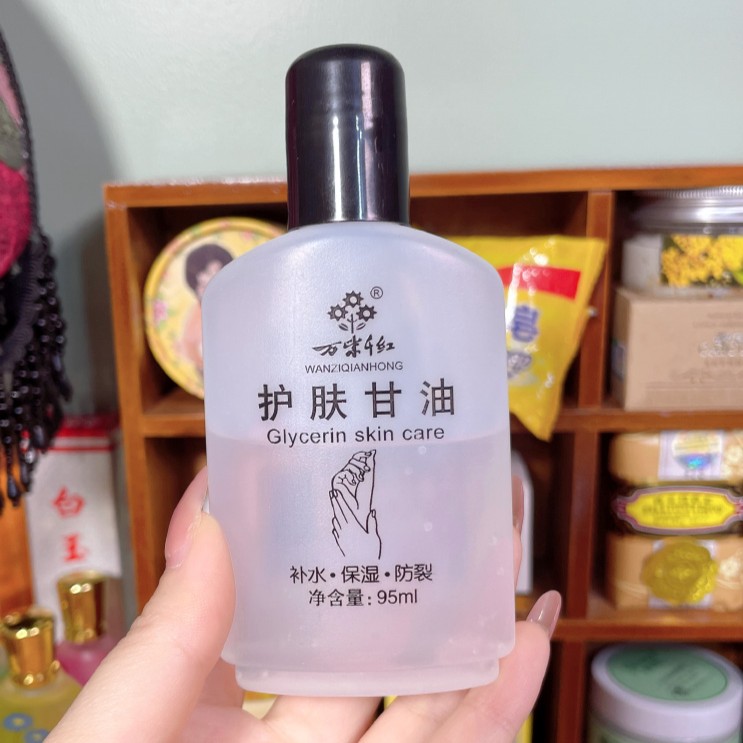 ®
万紫千红
WANZIQIANHONG
护肤甘油
Glycerin skin care
补水·保湿·防裂
净含量:95ml
白
玉